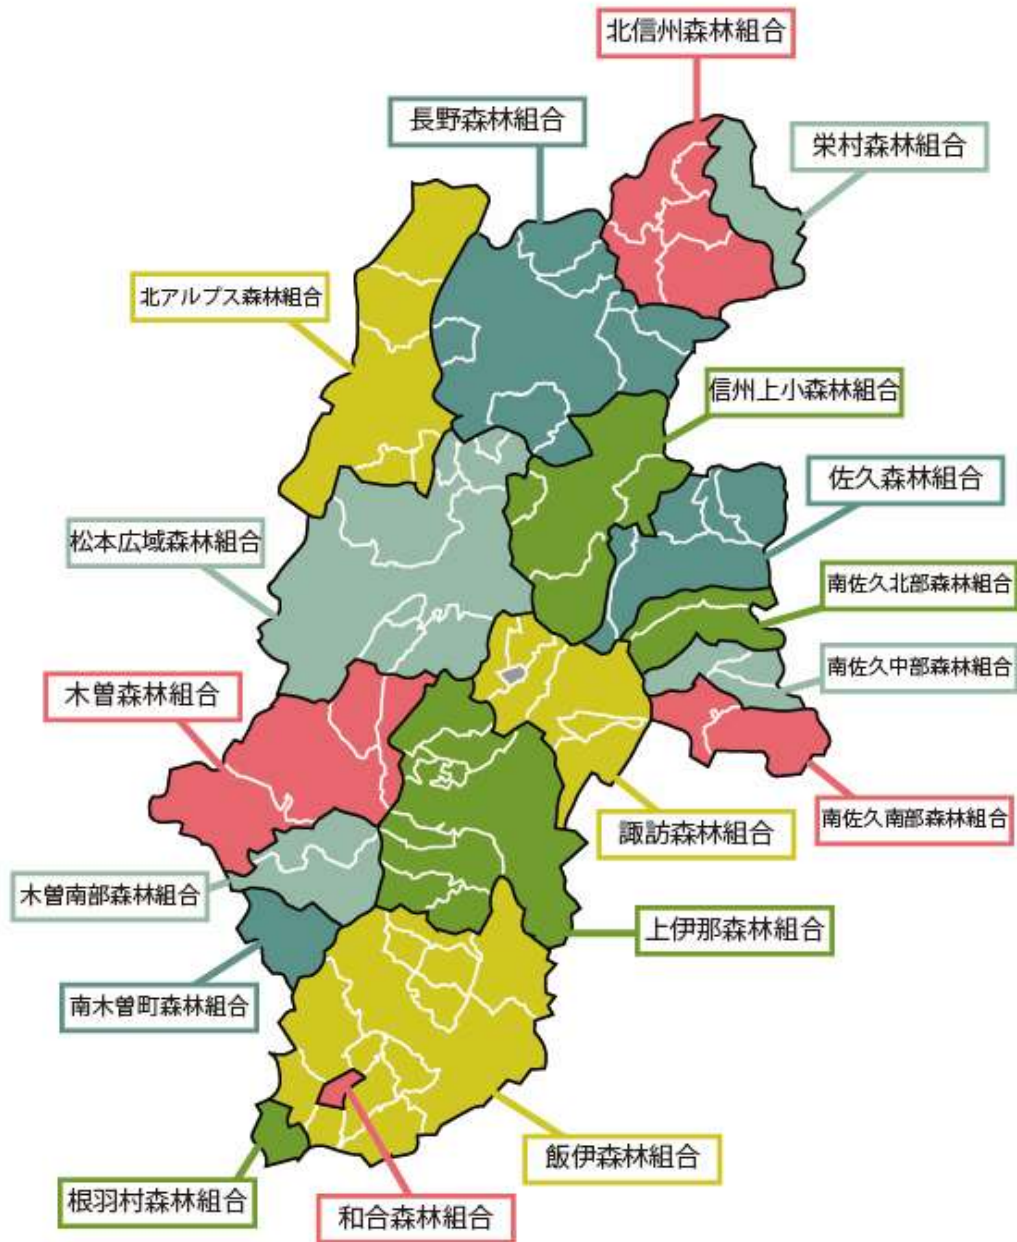 北信州森林組合
長野森林組合
栄村森林組合
北アルプス森林組合
信州上小森林組合
佐久森林組合
松本広域森林組合
南佐久北部森林組合
南佐久中部森林組合
木曽森林組合
南佐久南部森林組合
諏訪森林組合
木曽南部森林組合
上伊那森林組合
南木曽町森林組合
飯伊森林組合
根羽村森林組合
和合森林組合